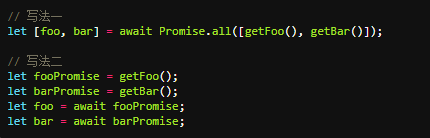 // 写法一
let [foo, bar] = await Promise.all([getFoo(), getBar()]);
// 写法二
let fooPromise = getFoo();
let barPromise = getBar();
let foo = await fooPromise;
let bar = await barPromise;